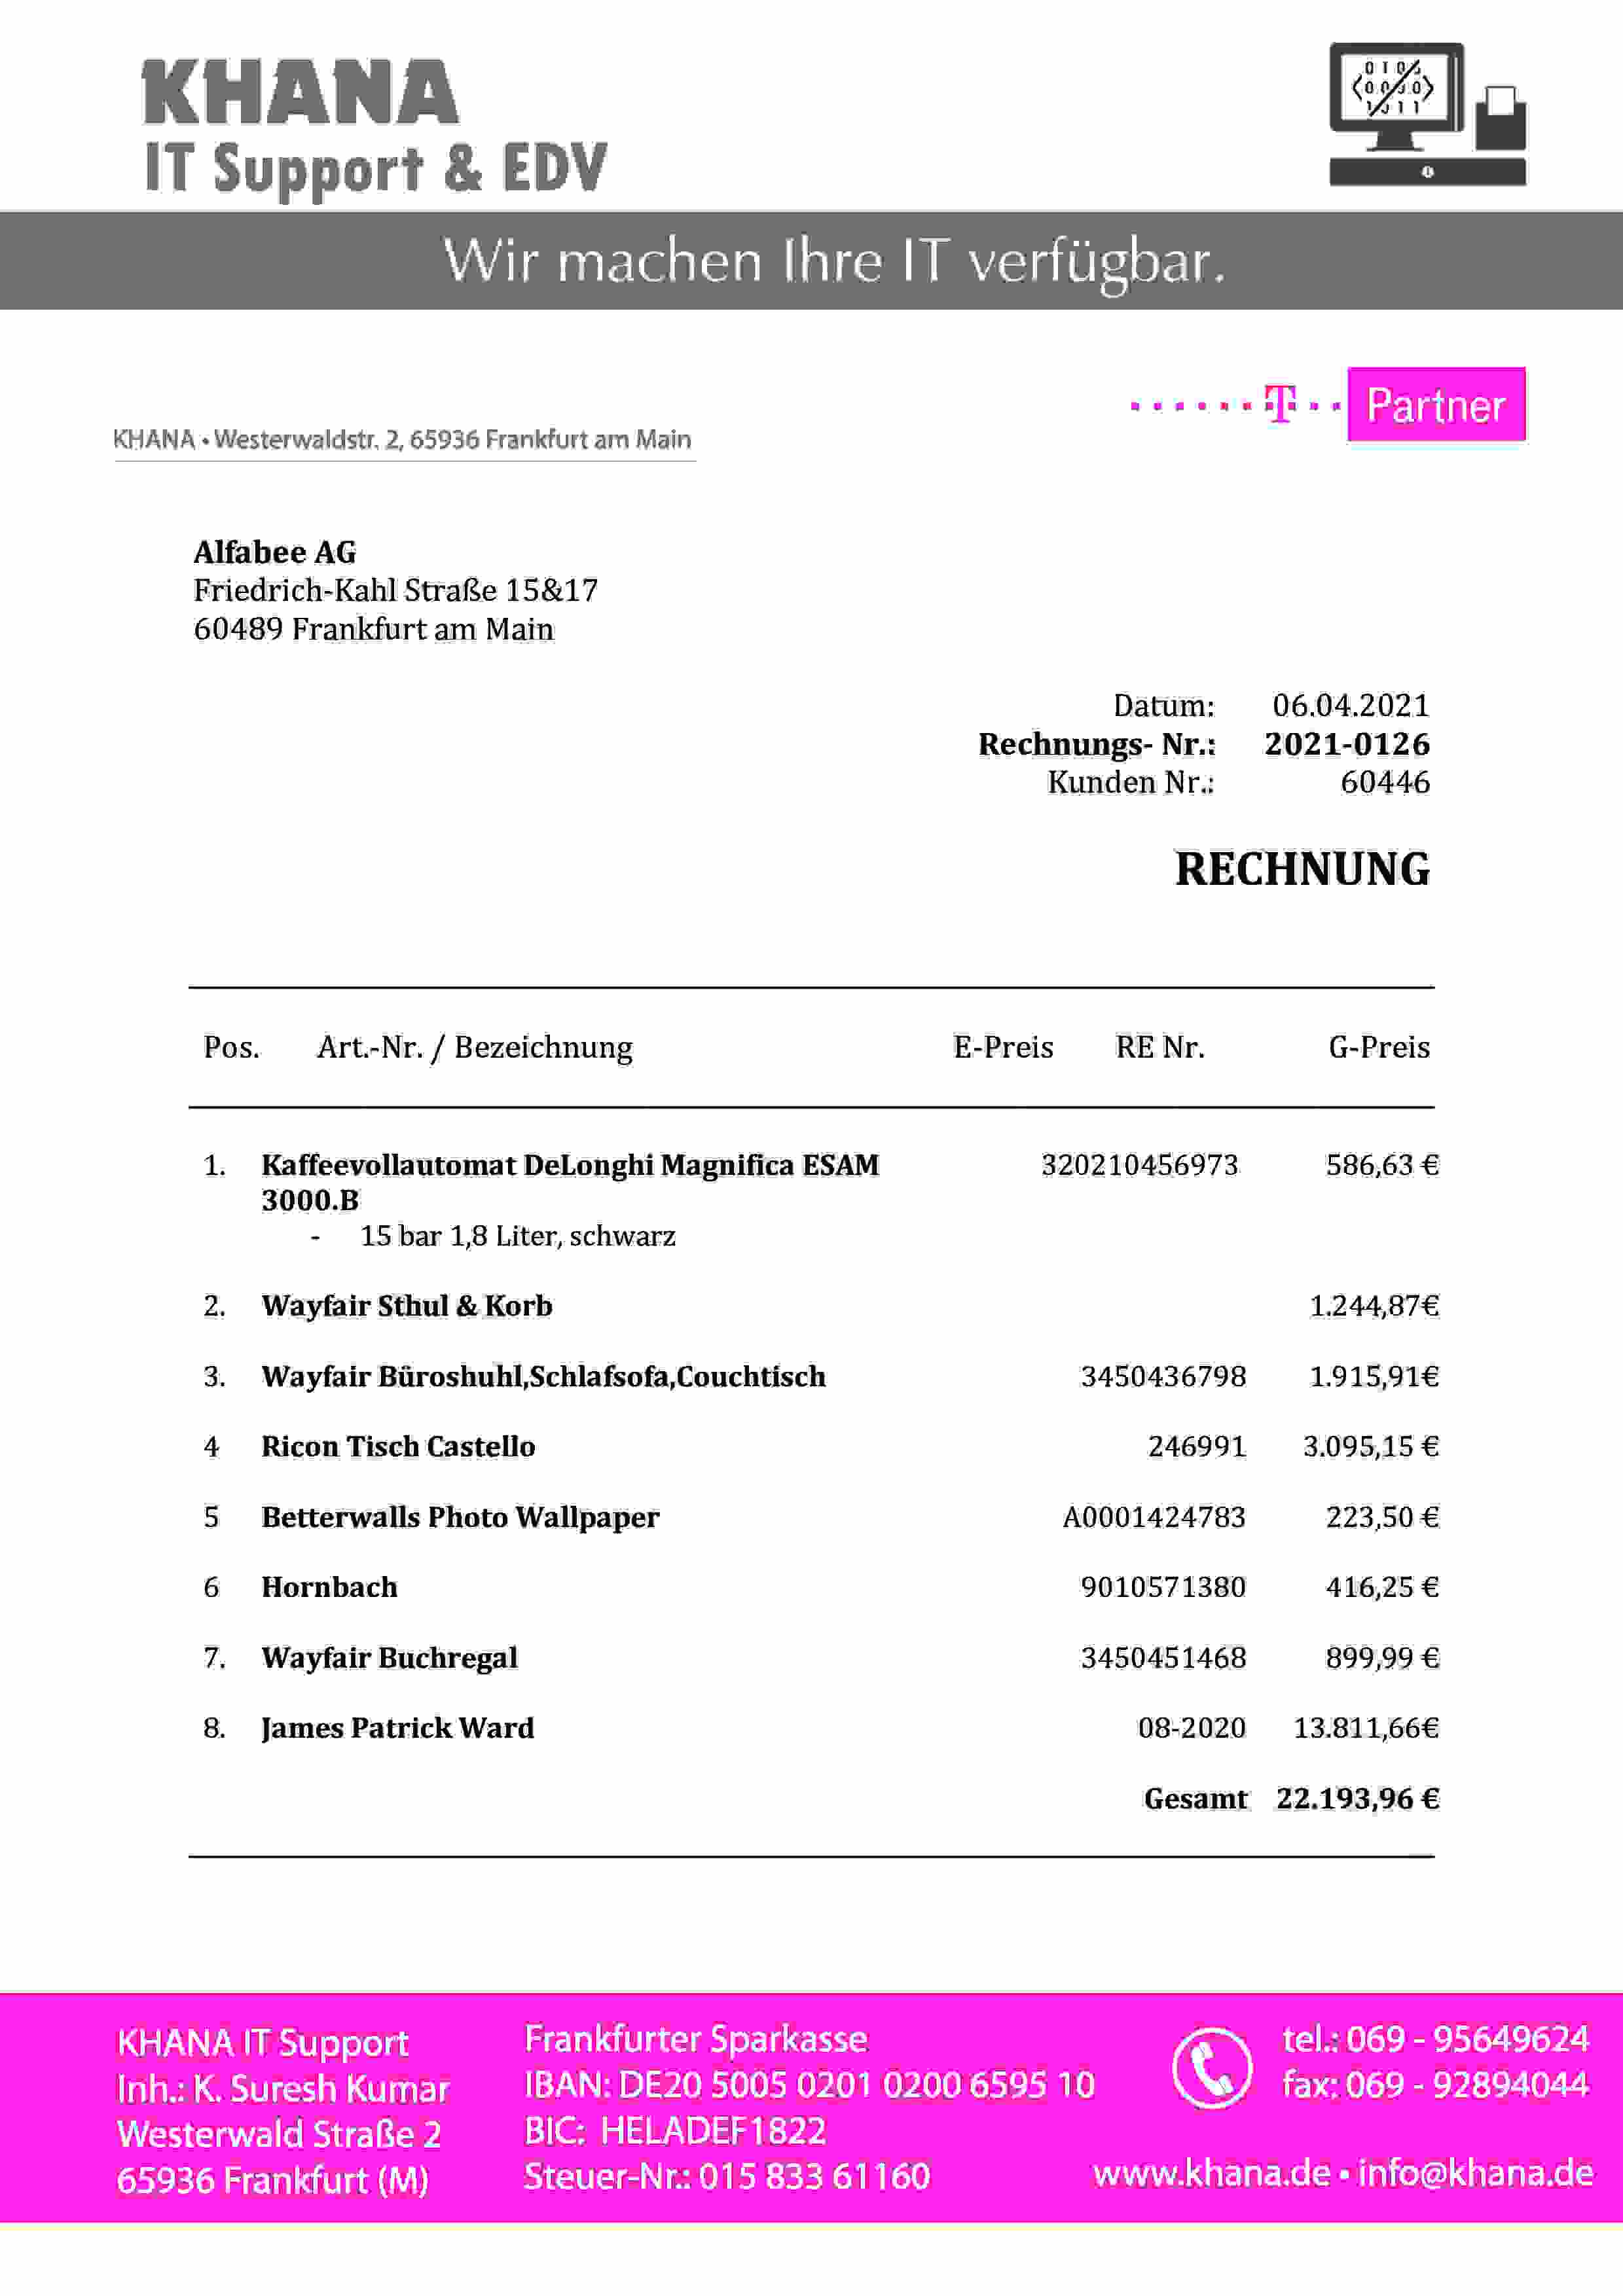 KHANA
IT Support & EDV
Wir machen Ihre IT verfügbar.
T Partner
KHANA • Westerwaldstr. 2, 65936 Frankfurt am Main
Alfabee AG
Friedrich-Kahl Straße 15&17
60489 Frankfurt am Main
Datum: 06.04.2021
Rechnungs- Nr.: 2021-0126
Kunden Nr.: 60446
RECHNUNG
Pos. Art.-Nr. / Bezeichnung E-Preis RE Nr. G-Preis
1. Kaffeevollautomat DeLonghi Magnifica ESAM 320210456973 586,63 €
3000.B
- 15 bar 1,8 Liter, schwarz
2. Wayfair Sthul & Korb 1.244,87€
3. Wayfair Büroshuhl,Schlafsofa,Couchtisch 3450436798 1.915,91€
4 Ricon Tisch Castello 246991 3.095,15 €
5 Betterwalls Photo Wallpaper A0001424783 223,50 €
6 Hornbach 9010571380 416,25 €
7. Wayfair Buchregal 3450451468 899,99 €
8. James Patrick Ward 08-2020 13.811,66€
Gesamt 22.193,96 €
KHANA IT Support
Inh.: K. Suresh Kumar
Westerwald Straße 2
65936 Frankfurt (M)
Frankfurter Sparkasse
IBAN: DE20 5005 0201 0200 6595 10
BIC: HELADEF1822
Steuer-Nr.: 015 833 61160
tel.: 069 - 95649624
fax: 069 - 92894044
www.khana.de • info@khana.de